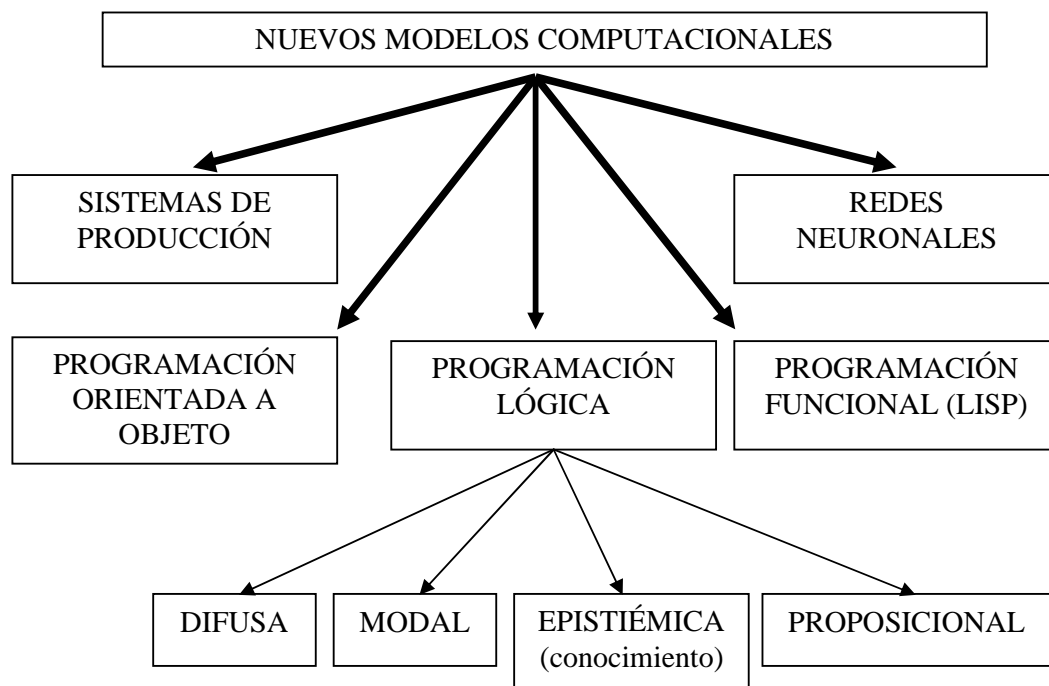 NUEVOS MODELOS COMPUTACIONALES
SISTEMAS DE
PRODUCCIÓN
REDES
NEURONALES
PROGRAMACIÓN
ORIENTADA A
OBJETO
PROGRAMACIÓN
LÓGICA
PROGRAMACIÓN
FUNCIONAL (LISP)
DIFUSA
MODAL
EPISTIÉMICA
(conocimiento)
PROPOSICIONAL